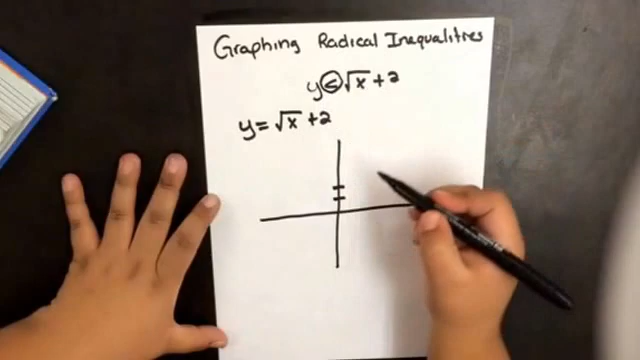 Graphing Radical Inequalities
y < √x + 2
y = √x + 2